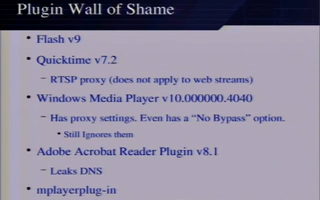 Plugin Wall of Shame
• Flash v9
• Quicktime v7.2
– RTSP proxy (does not apply to web streams)
• Windows Media Player v10.000000.4040
– Has proxy settings. Even has a “No Bypass” option.
• Still Ignores them
• Adobe Acrobat Reader Plugin v8.1
– Leaks DNS
• mplayerplug-in